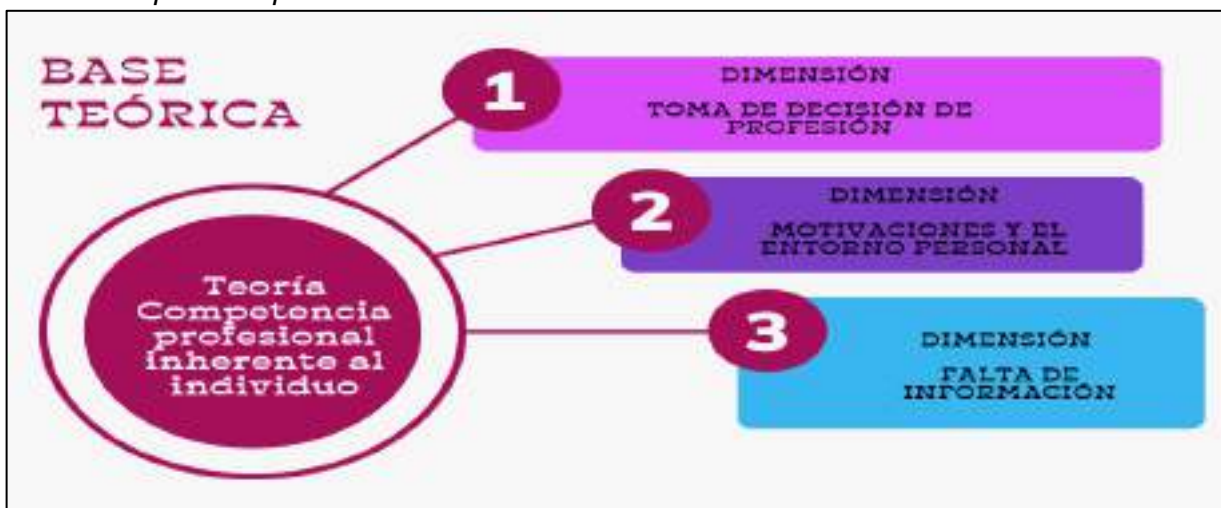 BASE
TEÓRICA
1
DIMENSIÓN
TOMA DE DECISIÓN DE
PROFESIÓN
2
DIMENSIÓN
MOTIVACIONES Y EL
ENTORNO PERSONAL
Teoría
Competencia
profesional
inherente al
individuo
3
DIMENSIÓN
FALTA DE
INFORMACIÓN